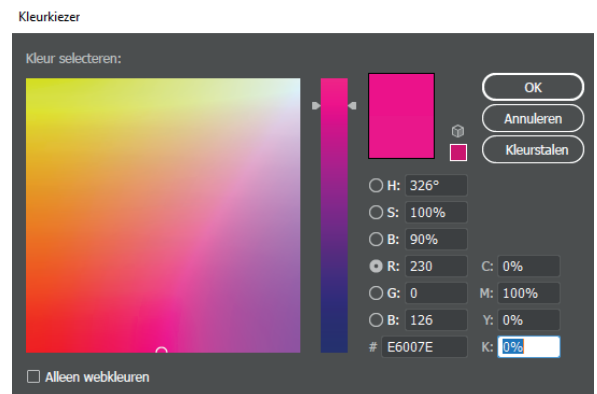 Kleurkiezer
Kleur selecteren:
OK
Annuleren
Kleurstalen
H: 326°
S: 100%
B: 90%
R: 230 C: 0%
G: 0 M: 100%
B: 126 Y: 0%
# E6007E K: 0%
Alleen webkleuren